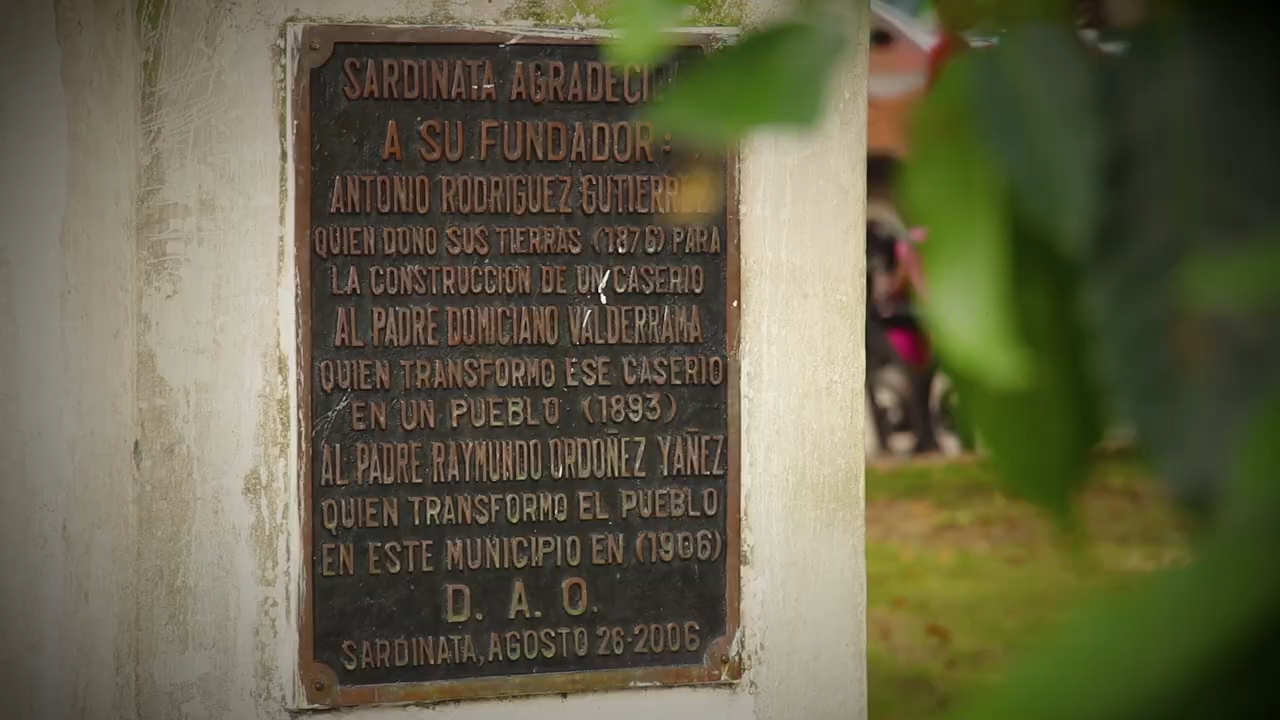 SARDINATA AGRADECI
A SU FUNDADOR:
ANTONIO RODRIGUEZ GUTIERR
QUIEN DONO SUS TIERRAS (1876) PARA
LA CONSTRUCCION DE UN CASERIO
AL PADRE DOMICIANO VALDERRAMA
QUIEN TRANSFORMO ESE CASERIO
EN UN PUEBLO (1893)
AL PADRE RAYMUNDO ORDOÑEZ YAÑEZ
QUIEN TRANSFORMO EL PUEBLO
EN ESTE MUNICIPIO EN (1906)
D. A. O.
SARDINATA, AGOSTO 26-2006